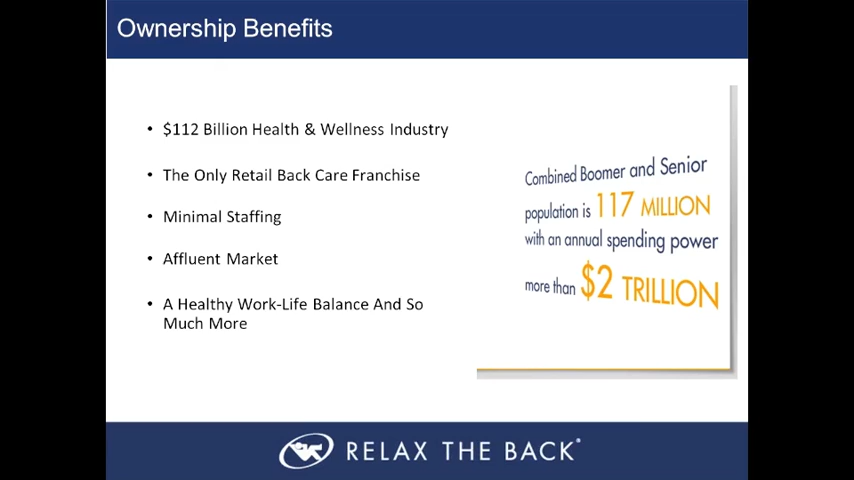 Ownership Benefits
• $112 Billion Health & Wellness Industry
• The Only Retail Back Care Franchise
• Minimal Staffing
• Affluent Market
• A Healthy Work-Life Balance And So
Much More
Combined Boomer and Senior
population is 117 MILLION
with an annual spending power
more than $2 TRILLION
RELAX THE BACK®